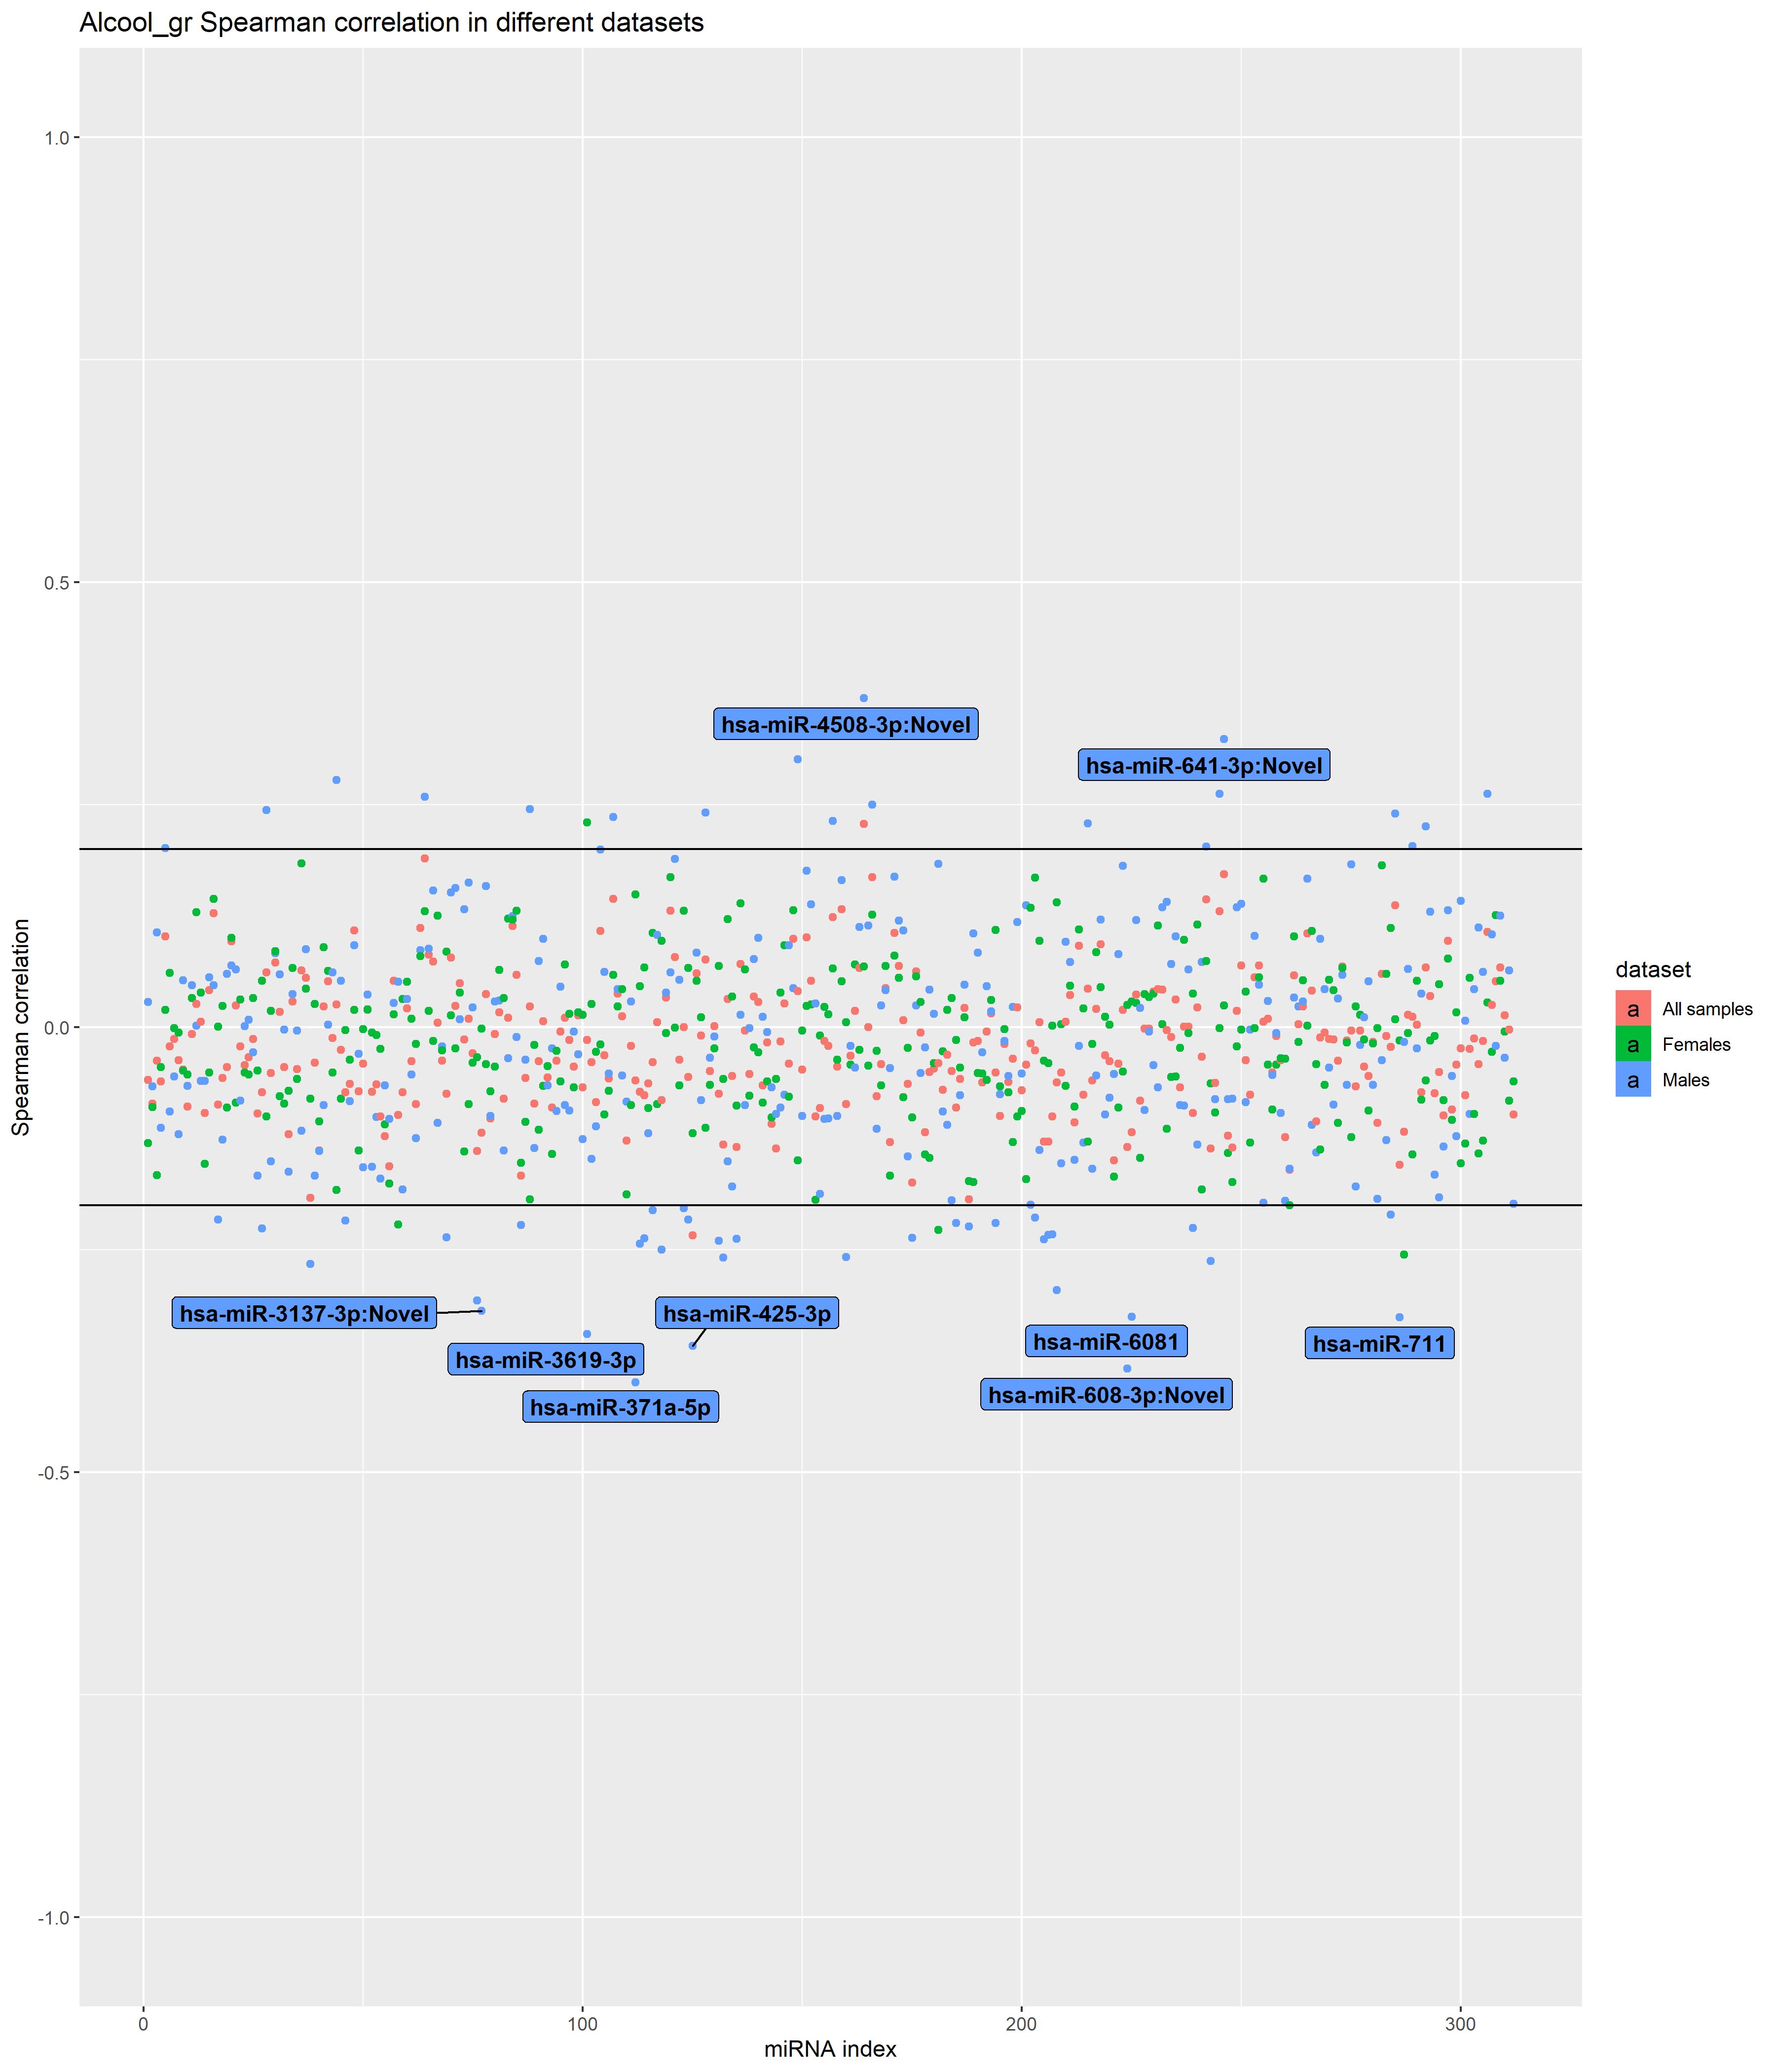 Alcool_gr Spearman correlation in different datasets
1.0
0.5
0.0
-0.5
-1.0
Spearman correlation
hsa-miR-4508-3p:Novel
hsa-miR-641-3p:Novel
hsa-miR-3137-3p:Novel
hsa-miR-425-3p
hsa-miR-3619-3p
hsa-miR-6081
hsa-miR-711
hsa-miR-371a-5p
hsa-miR-608-3p:Novel
0
100
200
300
miRNA index
dataset
a All samples
a Females
a Males